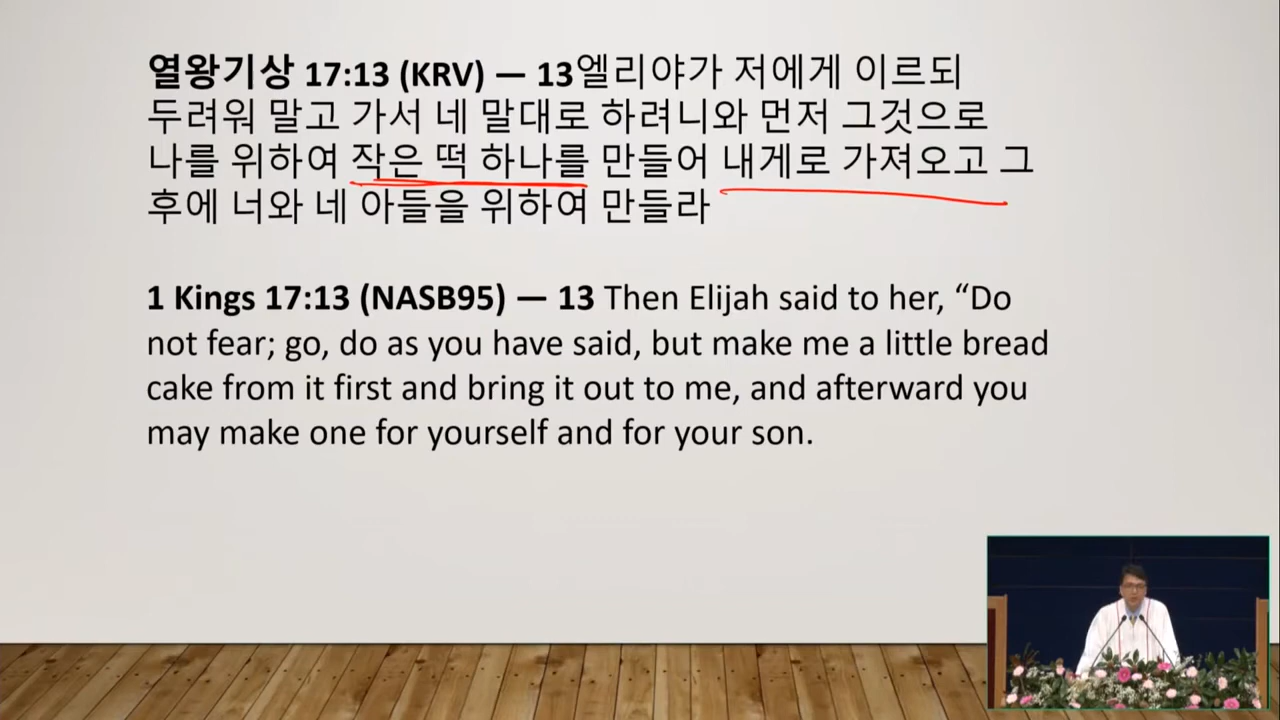 열왕기상 17:13 (KRV) — 13엘리야가 저에게 이르되
두려워 말고 가서 네 말대로 하려니와 먼저 그것으로
나를 위하여 작은 떡 하나를 만들어 내게로 가져오고 그
후에 너와 네 아들을 위하여 만들라
1 Kings 17:13 (NASB95) — 13 Then Elijah said to her, “Do
not fear; go, do as you have said, but make me a little bread
cake from it first and bring it out to me, and afterward you
may make one for yourself and for your son.